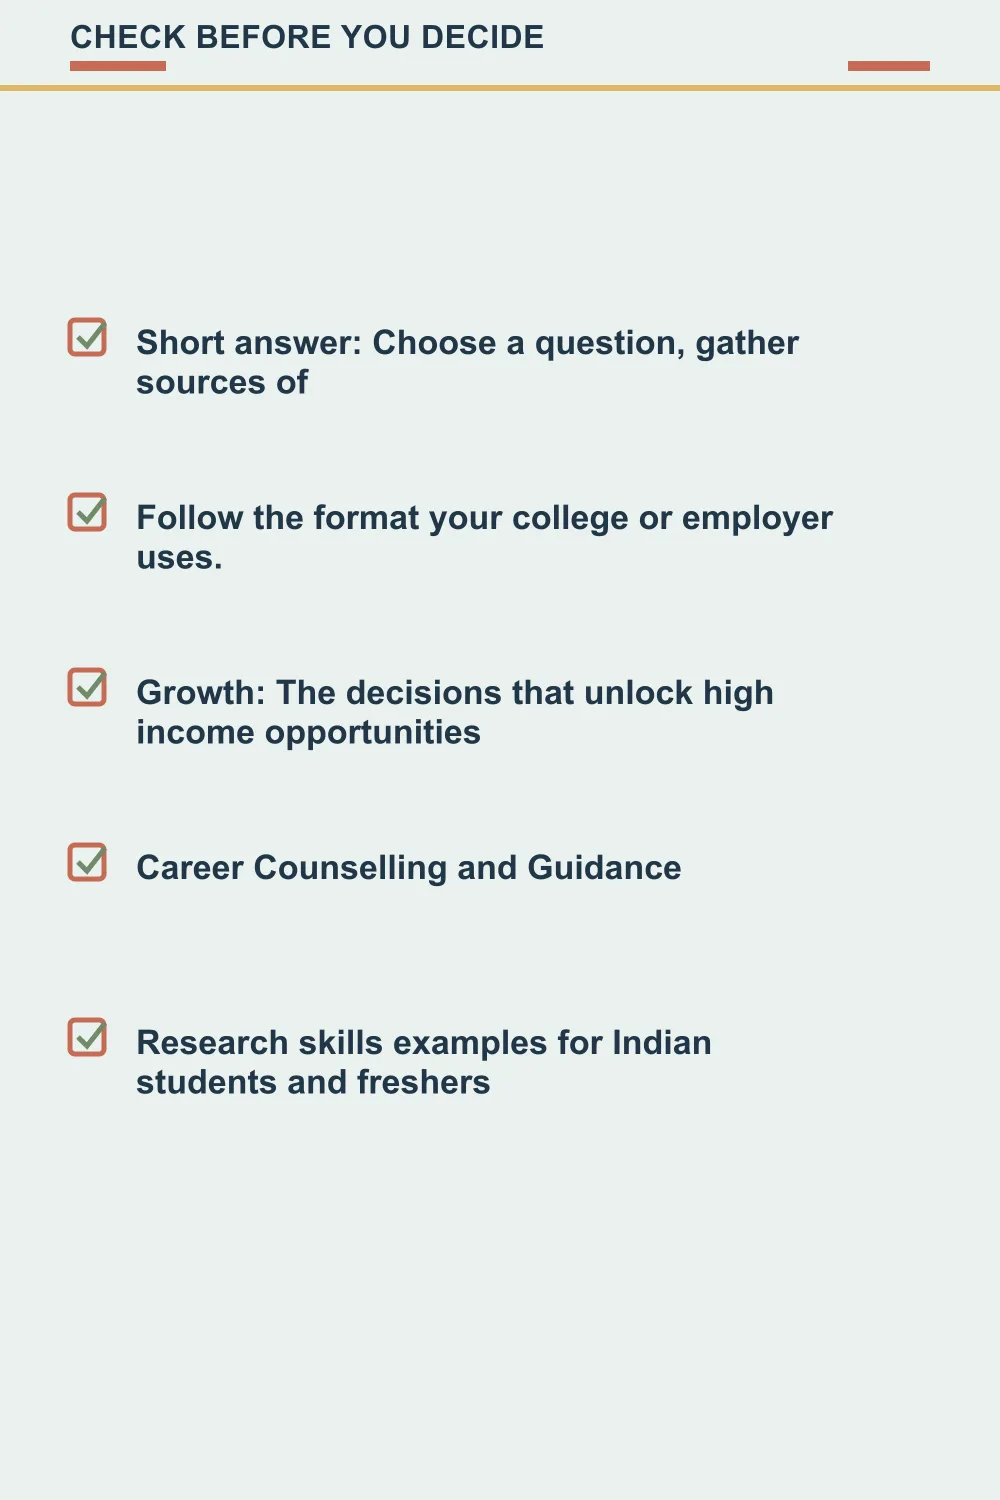 CHECK BEFORE YOU DECIDE
Short answer: Choose a question, gather
sources of
Follow the format your college or employer
uses.
Growth: The decisions that unlock high
income opportunities
Career Counselling and Guidance
Research skills examples for Indian
students and freshers